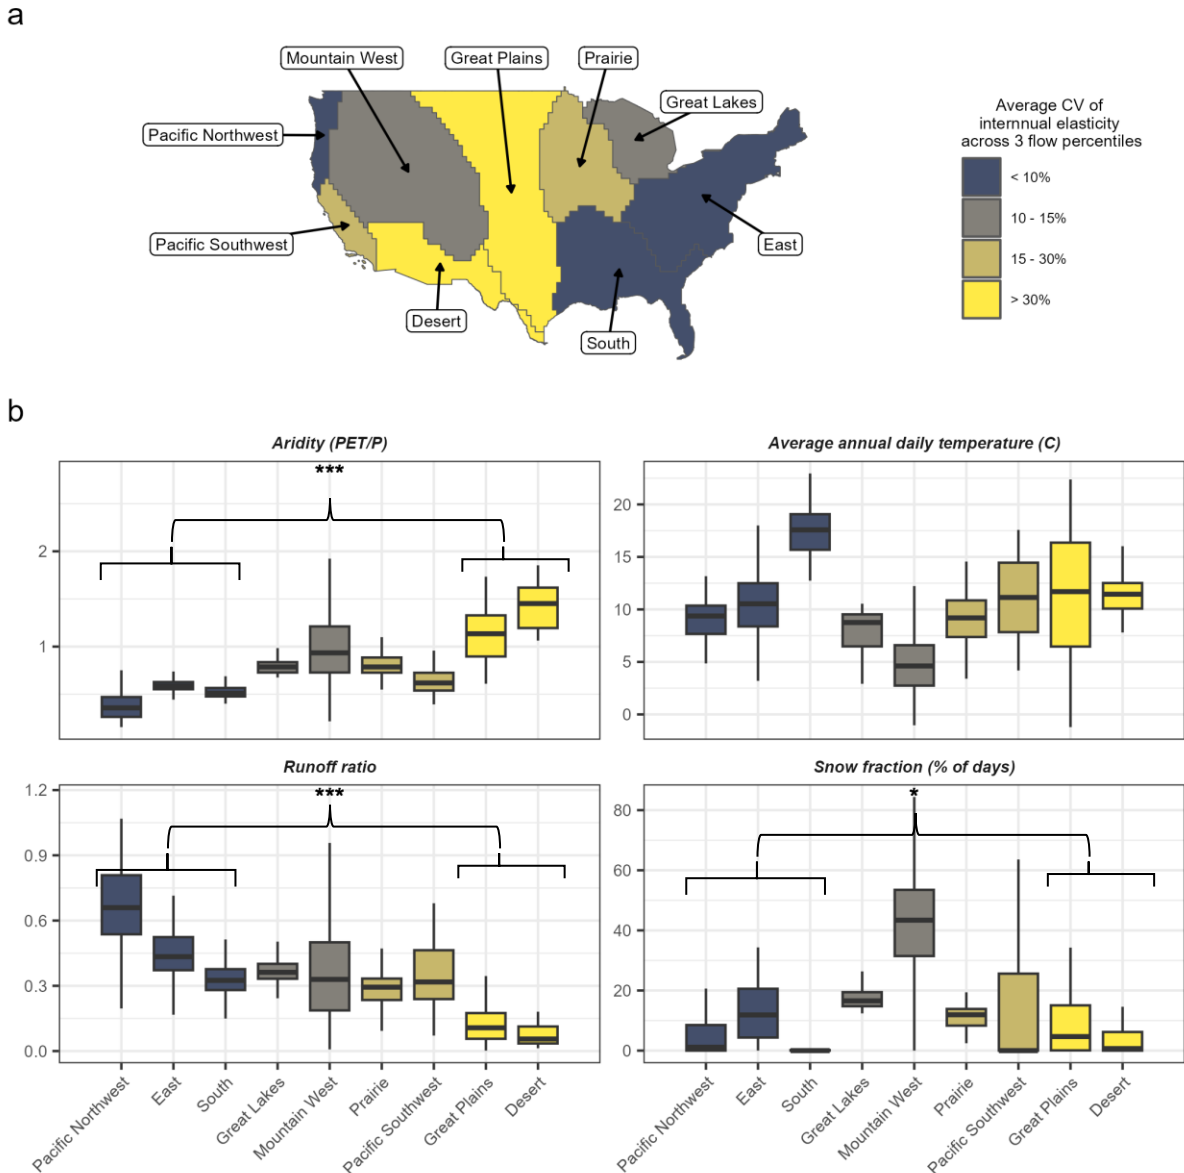 a
Mountain West
Great Plains
Prairie
Great Lakes
Pacific Northwest
Pacific Southwest
East
Desert
South
Average CV of
internnual elasticity
across 3 flow percentiles
< 10%
10 - 15%
15 - 30%
> 30%
b
Aridity (PET/P)
***
2
1
Average annual daily temperature (C)
20
15
10
5
0
Runoff ratio
***
1.2
0.9
0.6
0.3
0.0
Pacific Northwest
East
South
Great Lakes
Mountain West
Prairie
Pacific Southwest
Great Plains
Desert
Snow fraction (% of days)
*
80
60
40
20
0
Pacific Northwest
East
South
Great Lakes
Mountain West
Prairie
Pacific Southwest
Great Plains
Desert